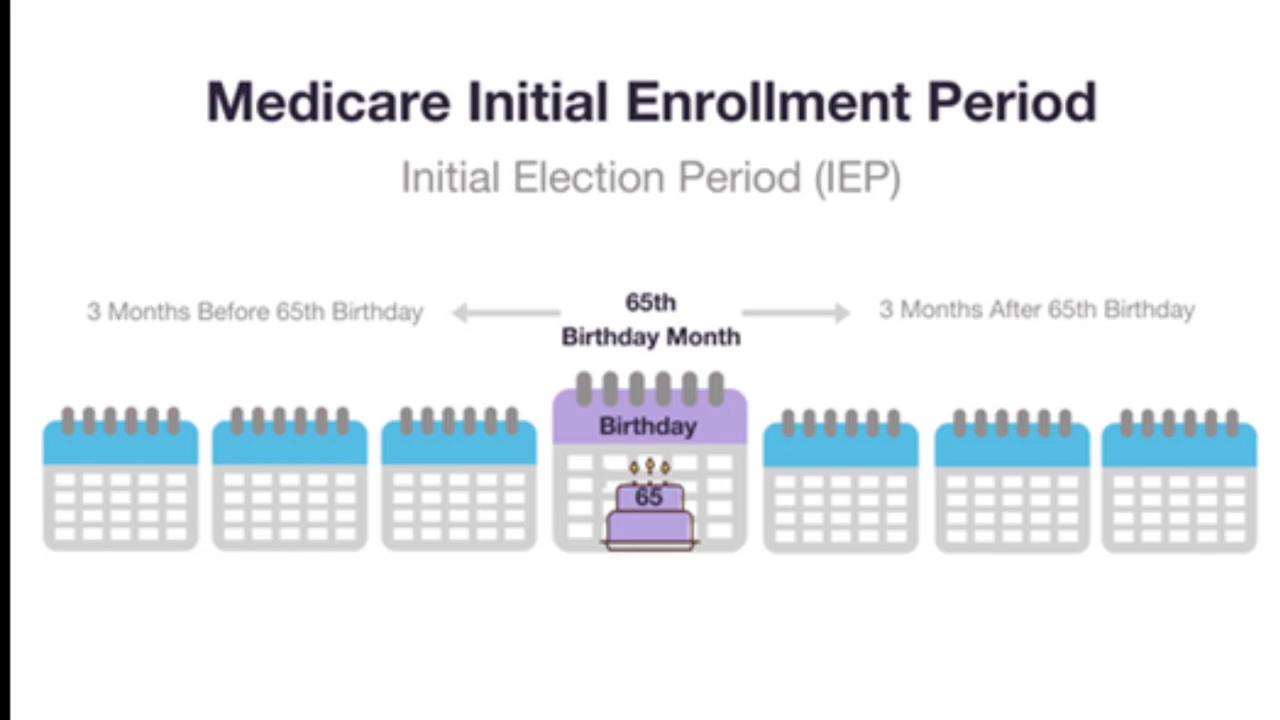 Medicare Initial Enrollment Period
Initial Election Period (IEP)
3 Months Before 65th Birthday
65th
Birthday Month
3 Months After 65th Birthday
Birthday
65